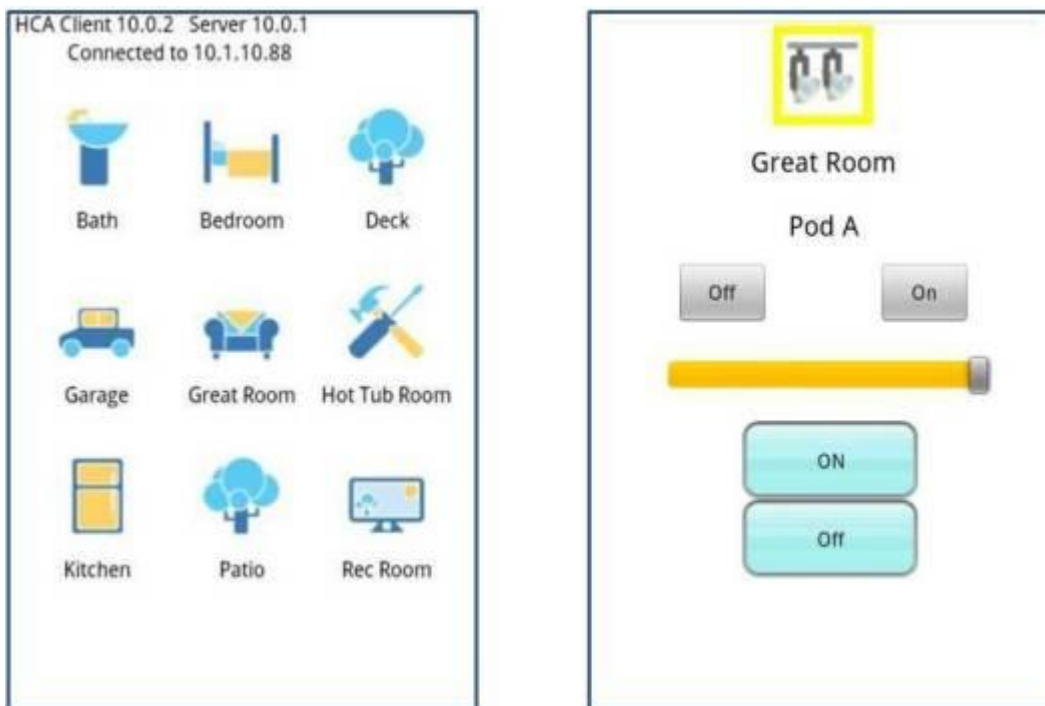 HCA Client 10.0.2 Server 10.0.1
Connected to 10.1.10.88
Bath Bedroom Deck
Garage Great Room Hot Tub Room
Kitchen Patio Rec Room
Great Room
Pod A
Off On
ON
Off